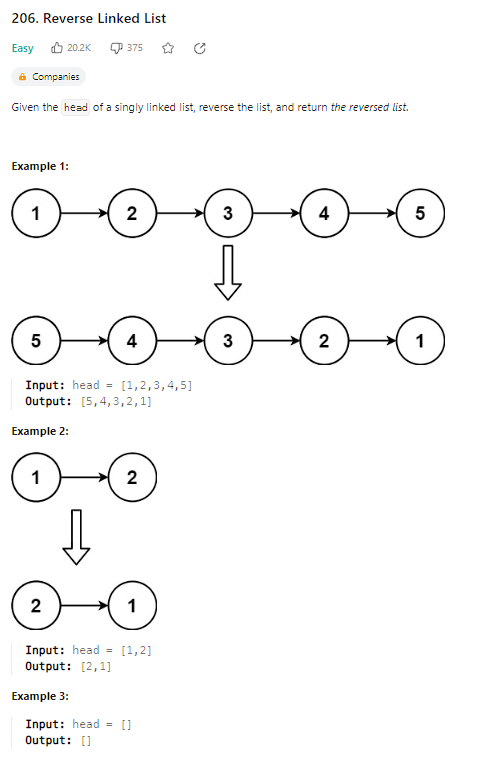 206. Reverse Linked List
Easy 20.2K 375
Companies
Given the head of a singly linked list, reverse the list, and return the reversed list.
Example 1:
1 2 3 4 5
5 4 3 2 1
Input: head = [1,2,3,4,5]
Output: [5,4,3,2,1]
Example 2:
1 2
2 1
Input: head = [1,2]
Output: [2,1]
Example 3:
Input: head = []
Output: []